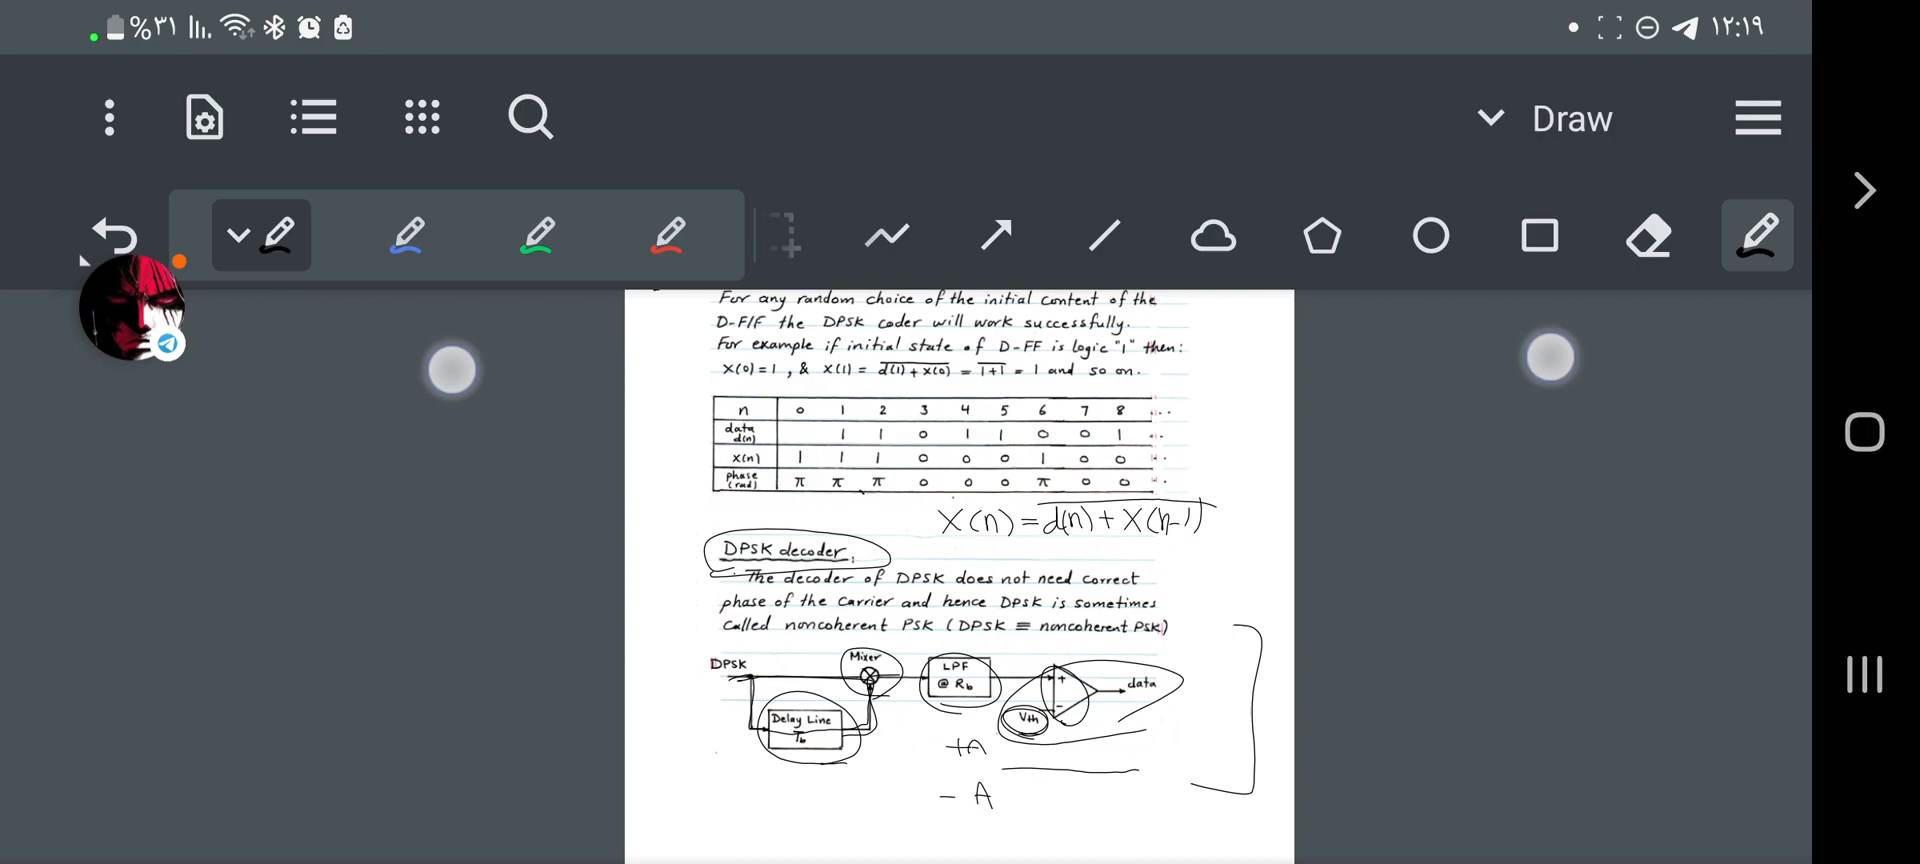 %٣١
١٢:١٩
Draw
For any random choice of the initial content of the
D-F/F the DPSK coder will work successfully.
For example if initial state of D-FF is logic "1" then:
X(0)=1 , & X(1) = d(1)+X(0) = 1+1 = 1 and so on.
n 0 1 2 3 4 5 6 7 8 ...
data d(n) 1 1 0 1 1 0 0 1 ...
X(n) 1 1 1 0 0 0 1 0 0 ...
phase (rad) π π π 0 0 0 π 0 0 ...
X(n) = d(n) + X(n-1)
DPSK decoder:
The decoder of DPSK does not need correct
phase of the carrier and hence DPSK is sometimes
called noncoherent PSK (DPSK ≡ noncoherent PSK)
DPSK
Mixer
LPF
@ Rb
+
-
data
Delay Line
Tb
Vth
+A
- A